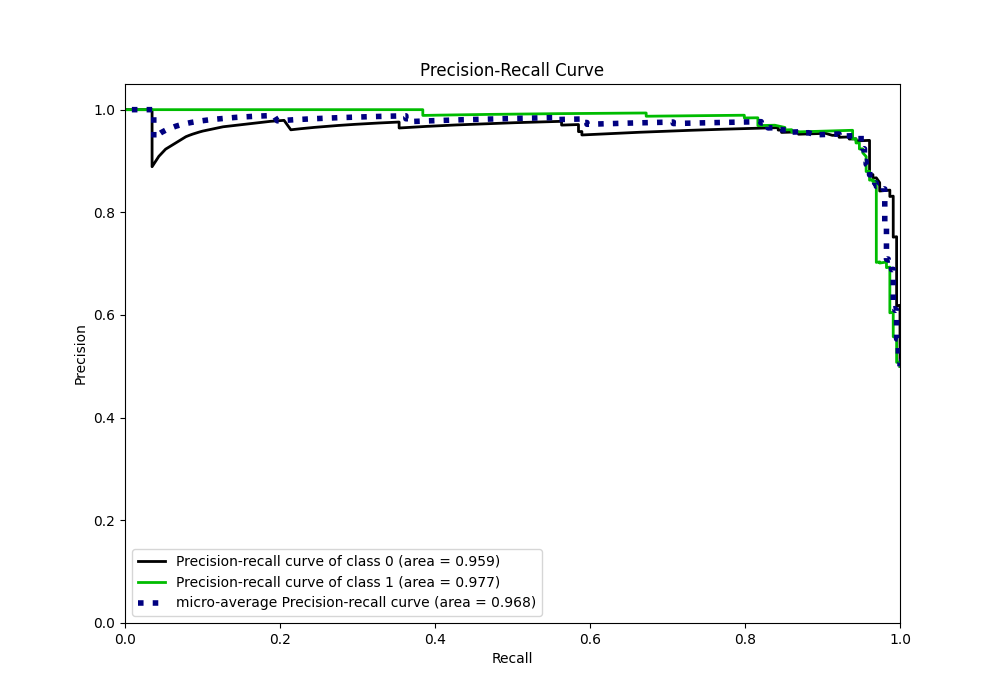 Precision-Recall Curve
1.0
0.8
0.6
0.4
0.2
0.0
Precision
Precision-recall curve of class 0 (area = 0.959)
Precision-recall curve of class 1 (area = 0.977)
micro-average Precision-recall curve (area = 0.968)
0.0 0.2 0.4 0.6 0.8 1.0
Recall